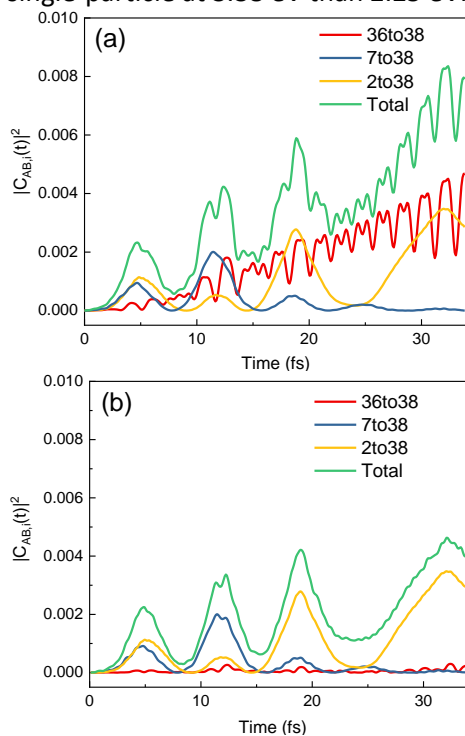 (a)
36to38
7to38
2to38
Total
0.010
0.008
0.006
0.004
0.002
0.000
|C_AB,i(t)|²
0 10 20 30
Time (fs)
(b)
36to38
7to38
2to38
Total
0.010
0.008
0.006
0.004
0.002
0.000
|C_AB,i(t)|²
0 10 20 30
Time (fs)